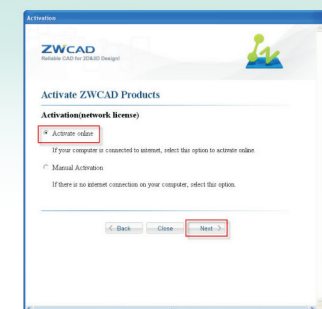 Activation
ZWCAD
Reliable CAD for 2D&3D Design!
Activate ZWCAD Products
Activation(network license)
Activate online
If your computer is connected to internet, select this option to activate online.
Manual Activation
If there is no internet connection on your computer, select this option.
< Back Close Next >